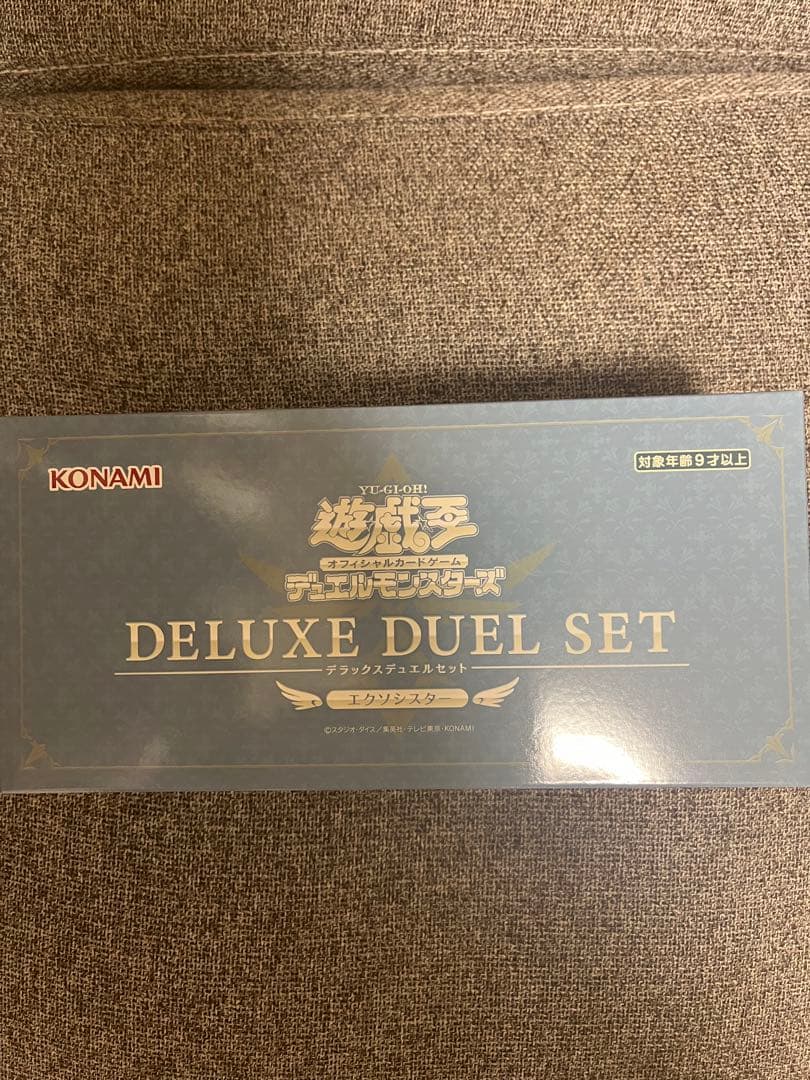 KONAMI
対象年齢9才以上
YU-GI-OH!
遊戯王
オフィシャルカードゲーム
デュエルモンスターズ
DELUXE DUEL SET
デラックスデュエルセット
エクソシスター
©スタジオ・ダイス/集英社・テレビ東京・KONAMI